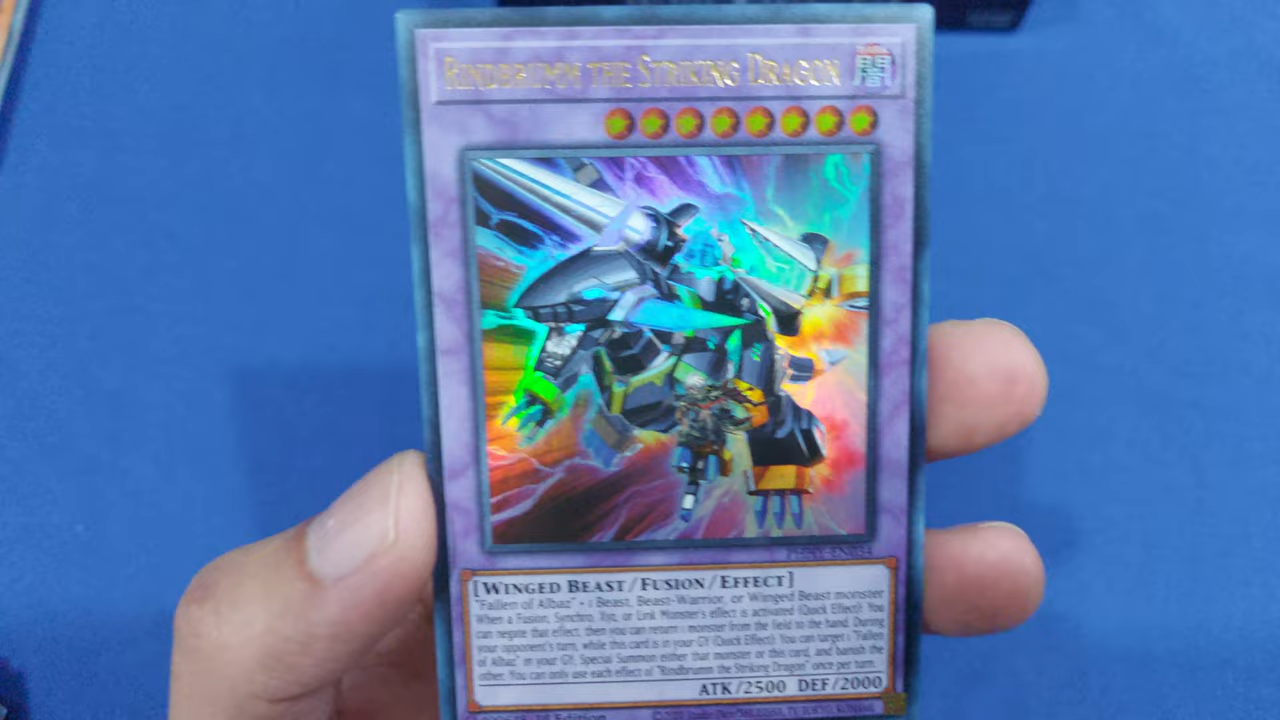 RINDBRUMM THE STRIKING DRAGON 闇
PHHY-EN034
[WINGED BEAST/FUSION/EFFECT]
"Fallen of Albaz" + 1 Beast, Beast-Warrior, or Winged Beast monster
When a Fusion, Synchro, Xyz, or Link Monster's effect is activated (Quick Effect): You
can negate that effect, then you can return 1 monster from the field to the hand. During
your opponent's turn, while this card is in your GY (Quick Effect): You can target 1 "Fallen
of Albaz" in your GY; Special Summon either that monster or this card, and banish the
other. You can only use each effect of "Rindbrumm the Striking Dragon" once per turn.
ATK/2500 DEF/2000
Edition